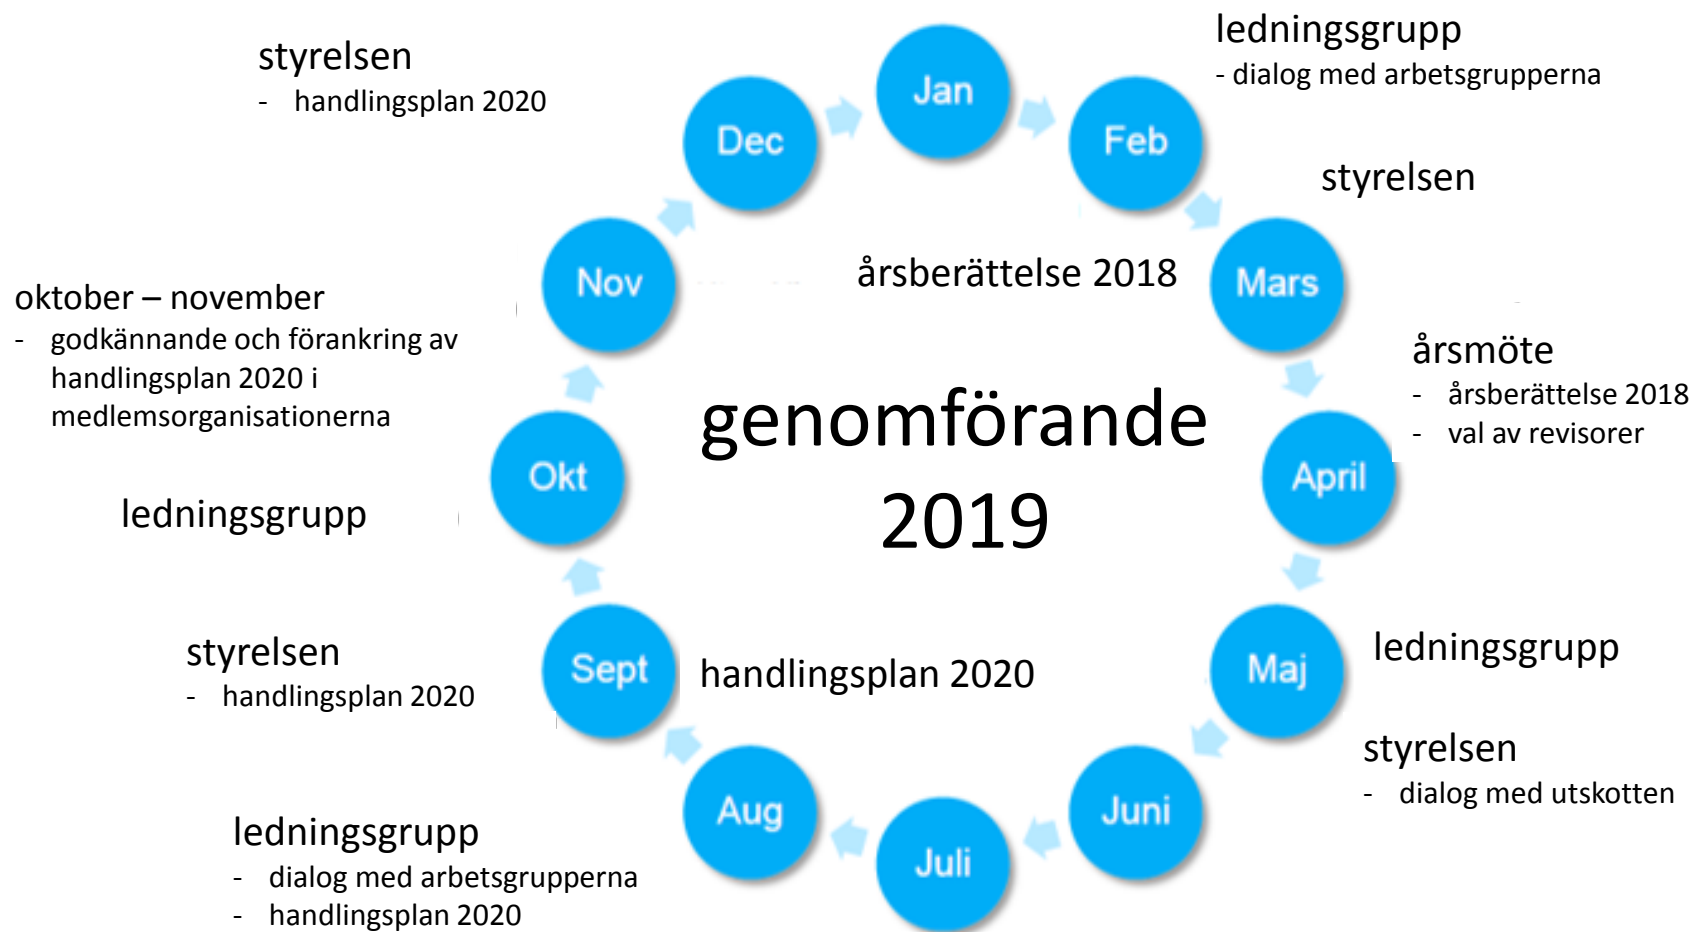 ledningsgrupp
- dialog med arbetsgrupperna
styrelsen
- handlingsplan 2020
Jan
Dec
Feb
styrelsen
Nov
årsberättelse 2018
Mars
oktober – november
- godkännande och förankring av
handlingsplan 2020 i
medlemsorganisationerna
årsmöte
- årsberättelse 2018
- val av revisorer
genomförande
2019
Okt
April
ledningsgrupp
styrelsen
- handlingsplan 2020
Sept
handlingsplan 2020
Maj
ledningsgrupp
styrelsen
- dialog med utskotten
Aug
Juni
Juli
ledningsgrupp
- dialog med arbetsgrupperna
- handlingsplan 2020